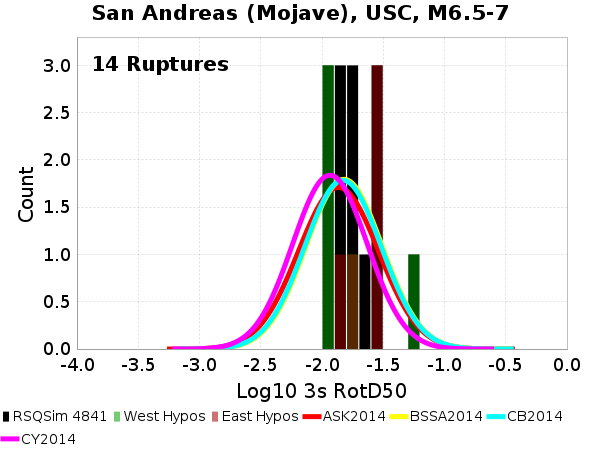 San Andreas (Mojave), USC, M6.5-7
14 Ruptures
3.0
2.5
2.0
1.5
1.0
0.5
0.0
Count
-4.0 -3.5 -3.0 -2.5 -2.0 -1.5 -1.0 -0.5 0.0
Log10 3s RotD50
RSQSim 4841 West Hypos East Hypos ASK2014 BSSA2014 CB2014
CY2014